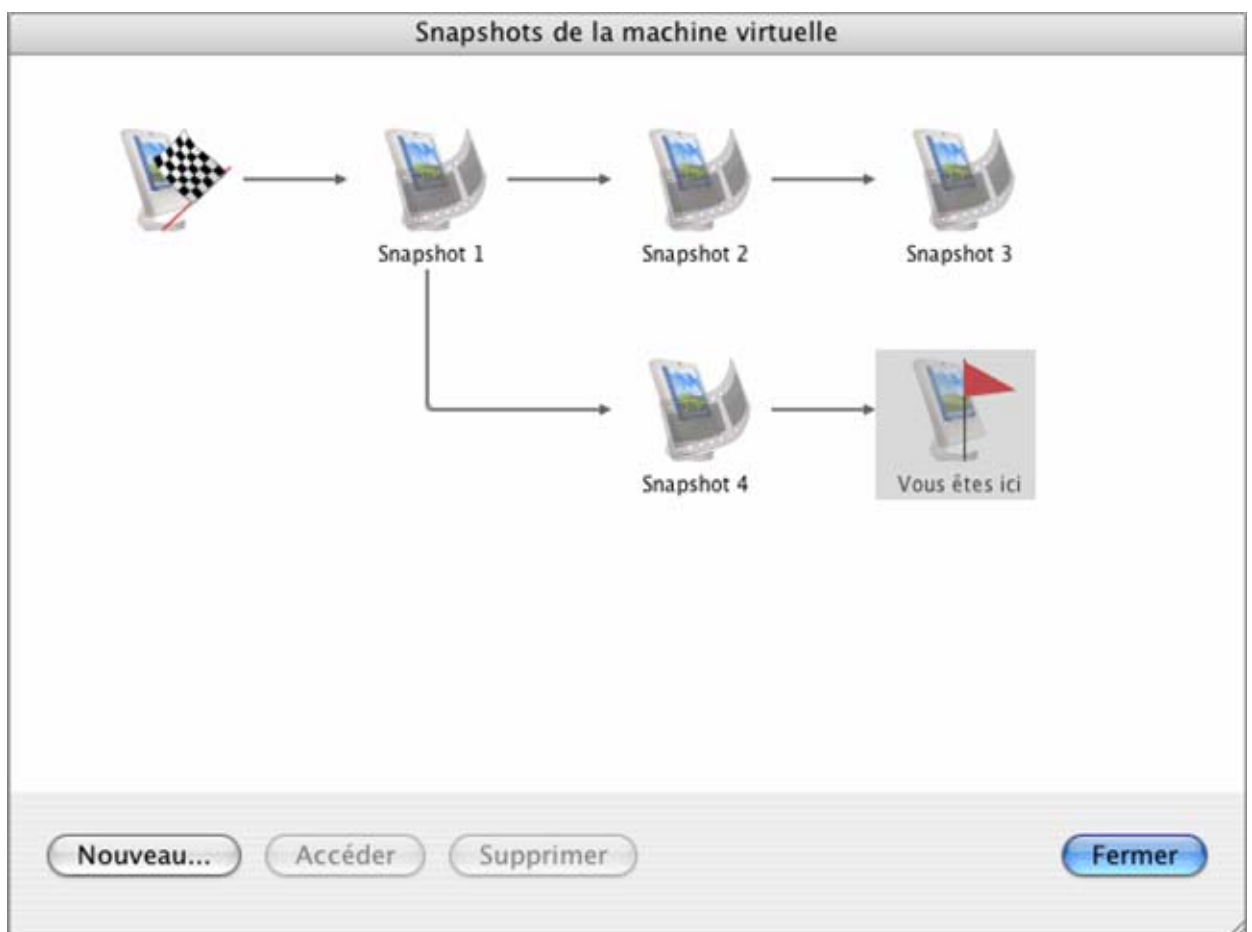 Snapshots de la machine virtuelle
Snapshot 1
Snapshot 2
Snapshot 3
Snapshot 4
Vous êtes ici
Nouveau...
Accéder
Supprimer
Fermer